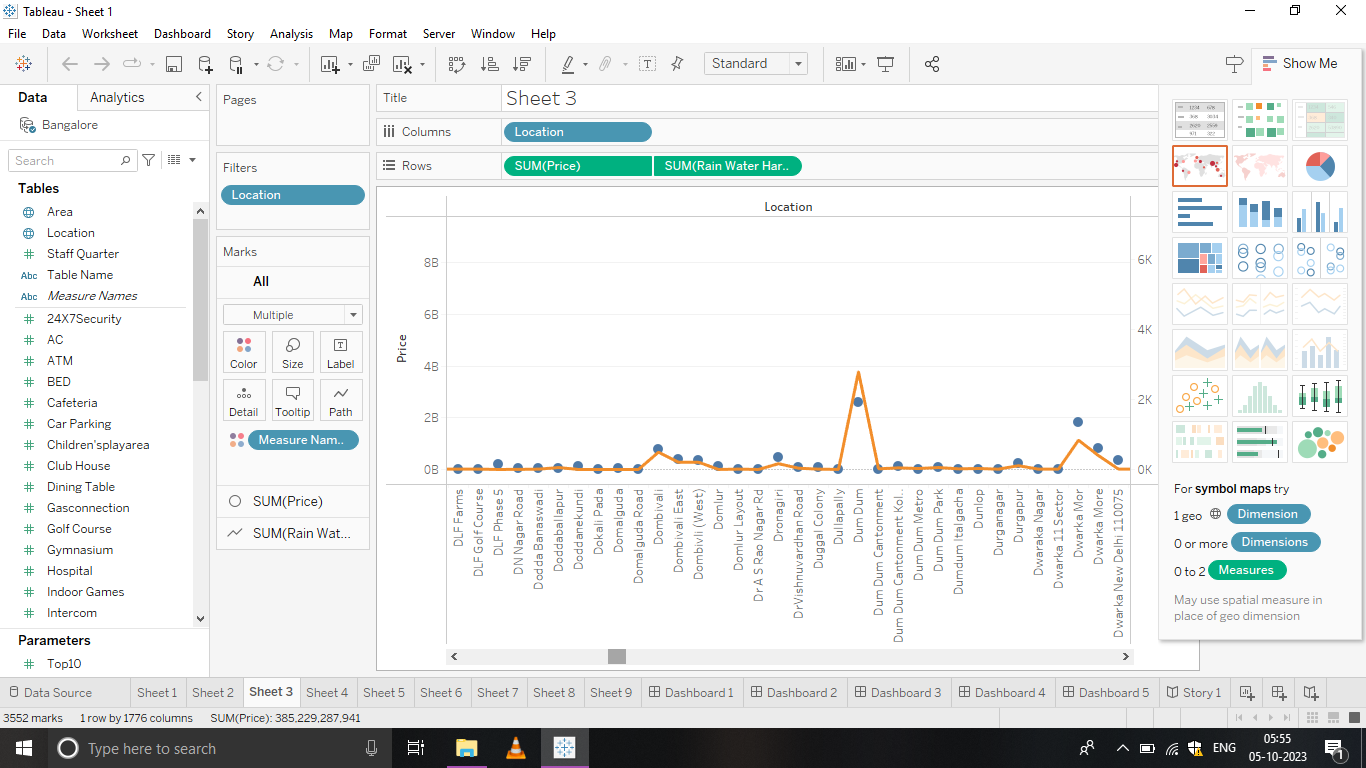 Tableau - Sheet 1
File Data Worksheet Dashboard Story Analysis Map Format Server Window Help
Standard
Show Me
Data Analytics
Bangalore
Search
Tables
Area
Location
Staff Quarter
Abc Table Name
Abc Measure Names
24X7Security
AC
ATM
BED
Cafeteria
Car Parking
Children'splayarea
Club House
Dining Table
Gasconnection
Golf Course
Gymnasium
Hospital
Indoor Games
Intercom
Parameters
Top10
Pages
Filters
Location
Marks
All
Multiple
Color Size Label
Detail Tooltip Path
Measure Nam..
SUM(Price)
SUM(Rain Wat...
Title Sheet 3
Columns Location
Rows SUM(Price) SUM(Rain Water Har..
Location
8B
6B
4B
2B
0B
Price
6K
4K
2K
0K
DLF Farms
DLF Golf Course
DLF Phase 5
DN Nagar Road
Dodda Banaswadi
Doddaballapur
Doddanekundi
Dokali Pada
Domalguda
Domalguda Road
Dombivali
Dombivali East
Dombivli (West)
Domlur
Domlur Layout
Dr A S Rao Nagar Rd
Dronagiri
DrVishnuvardhan Road
Duggal Colony
Dullapally
Dum Dum
Dum Dum Cantonment
Dum Dum Cantonment Kol..
Dum Dum Metro
Dum Dum Park
Dumdum Italgacha
Dunlop
Durgamagar
Durgapur
Dwaraka Nagar
Dwarka 11 Sector
Dwarka Mor
Dwarka More
Dwarka New Delhi 110075
For symbol maps try
1 geo Dimension
0 or more Dimensions
0 to 2 Measures
May use spatial measure in
place of geo dimension
Data Source Sheet 1 Sheet 2 Sheet 3 Sheet 4 Sheet 5 Sheet 6 Sheet 7 Sheet 8 Sheet 9 Dashboard 1 Dashboard 2 Dashboard 3 Dashboard 4 Dashboard 5 Story 1
3552 marks 1 row by 1776 columns SUM(Price): 385,229,287,941
Type here to search
ENG
05:55
05-10-2023
1